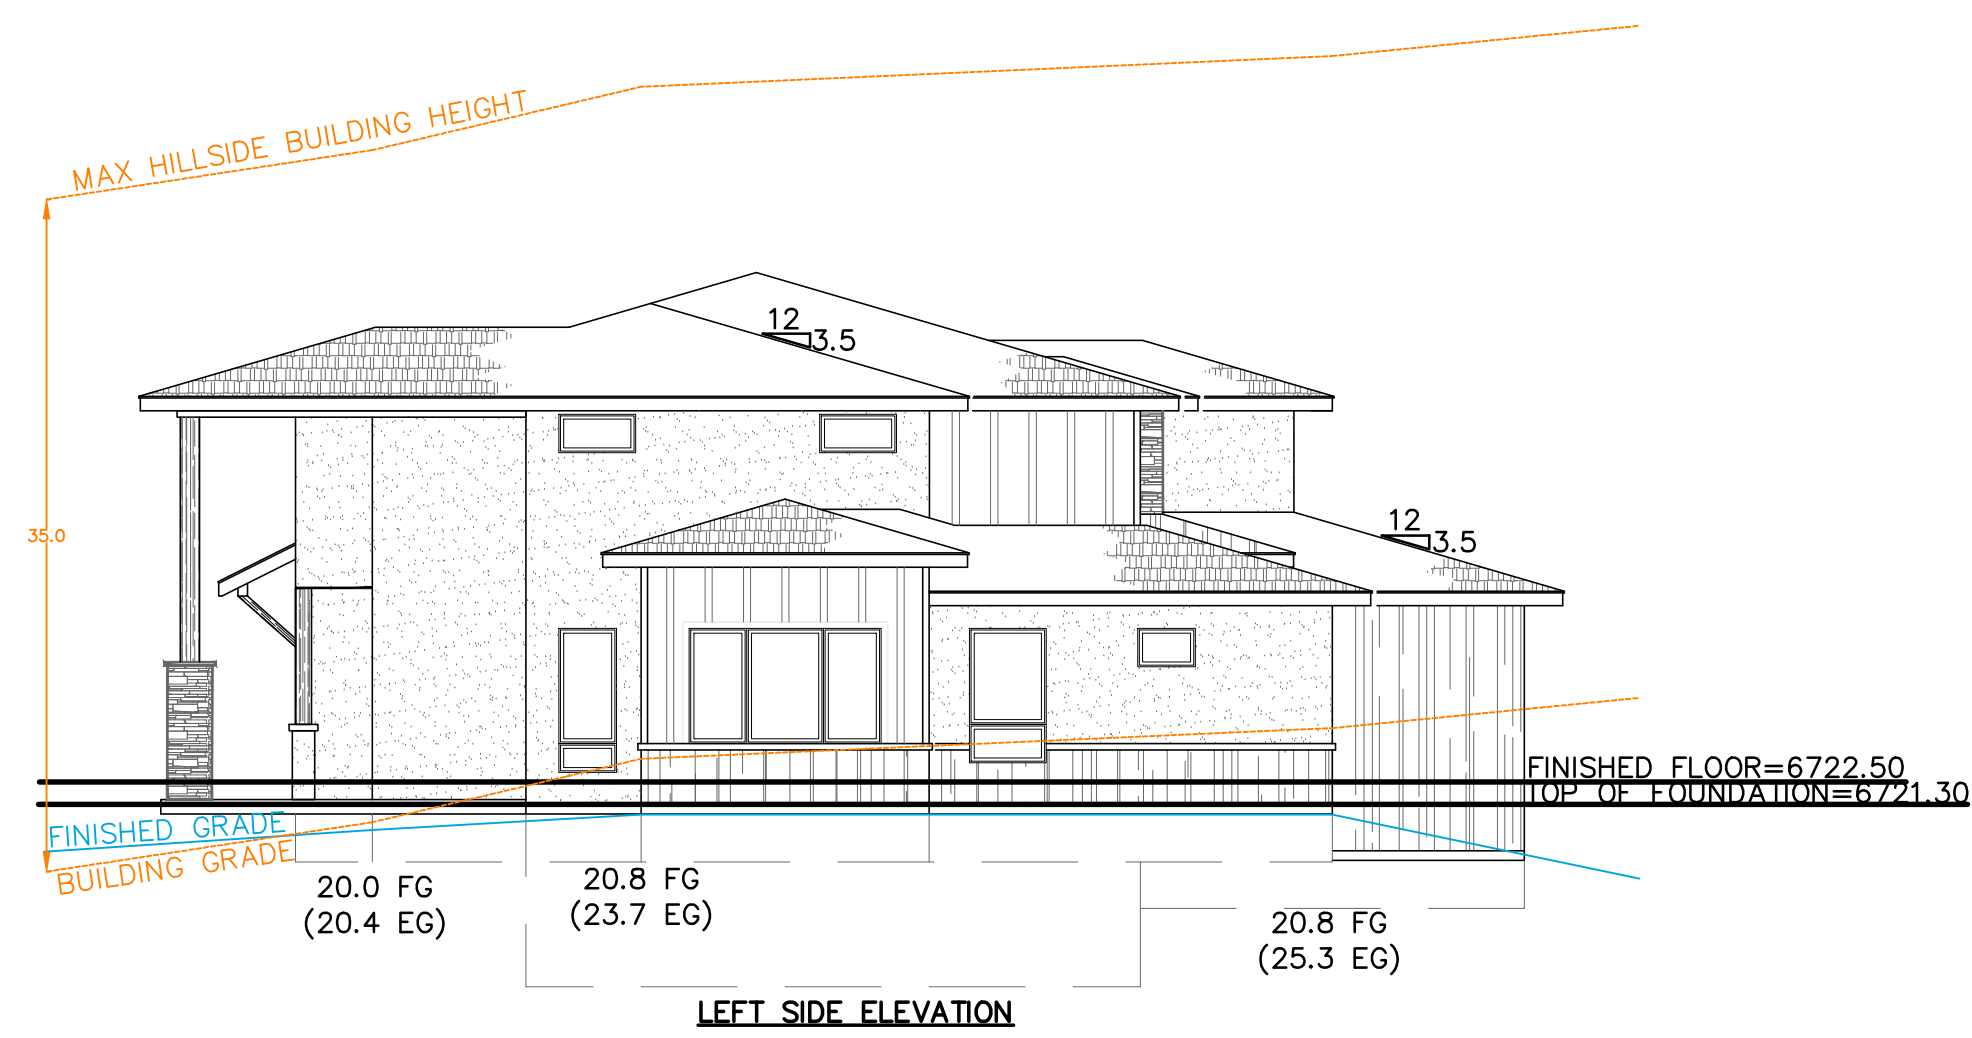 MAX HILLSIDE BUILDING HEIGHT
12
3.5
35.0
12
3.5
FINISHED FLOOR=6722.50
TOP OF FOUNDATION=6721.30
FINISHED GRADE
BUILDING GRADE
20.0 FG
(20.4 EG)
20.8 FG
(23.7 EG)
20.8 FG
(25.3 EG)
LEFT SIDE ELEVATION